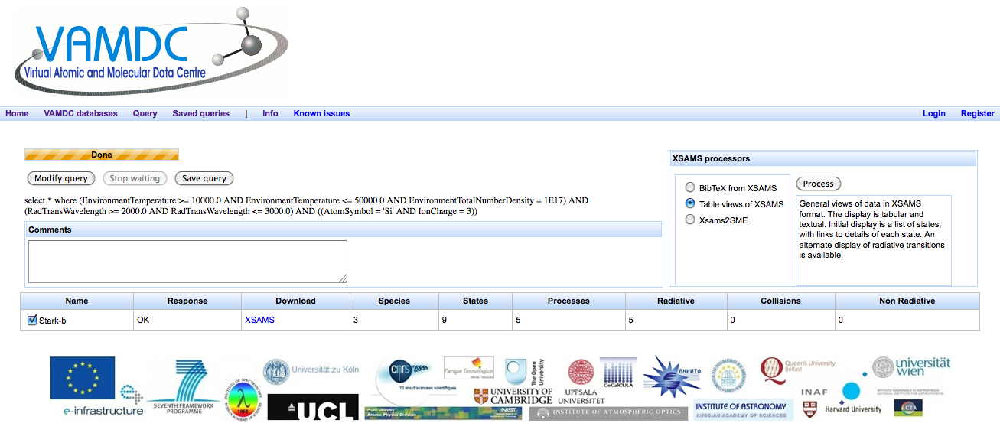 VAMDC
Virtual Atomic and Molecular Data Centre
Home VAMDC databases Query Saved queries | Info Known issues Login Register
Done
Modify query Stop waiting Save query
select * where (EnvironmentTemperature >= 10000.0 AND EnvironmentTemperature <= 50000.0 AND EnvironmentTotalNumberDensity = 1E17) AND
(RadTransWavelength >= 2000.0 AND RadTransWavelength <= 3000.0) AND ((AtomSymbol = 'Si' AND IonCharge = 3))
Comments
XSAMS processors
BibTeX from XSAMS
Table views of XSAMS
Xsams2SME
Process
General views of data in XSAMS
format. The display is tabular and
textual. Initial display is a list of states,
with links to details of each state. An
alternate display of radiative transitions
is available.
Name Response Download Species States Processes Radiative Collisions Non Radiative
Stark-b OK XSAMS 3 9 5 5 0 0
e-infrastructure
SEVENTH FRAMEWORK
PROGRAMME
1968
Universität zu Köln
UCL
cnrs 2009
70 ans d'avancées scientifiques
Parque Tecnologico
The Open
University
UNIVERSITY OF
CAMBRIDGE
Atomic Physics Division
NIST
UPPSALA
UNIVERSITET
CeCalCULA
INSTITUTE OF ATMOSPHERIC OPTICS
ВНИИТФ
INSTITUTE OF ASTRONOMY
RUSSIAN ACADEMY OF SCIENCES
Queen's University
Belfast
INAF
Harvard University
universität
wien